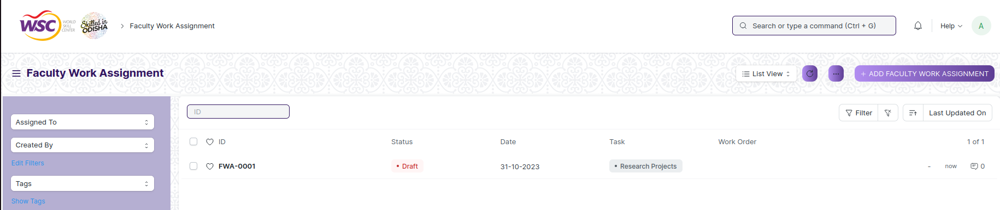 WSC WORLD SKILL CENTER
Skilled in ODISHA
Faculty Work Assignment
Search or type a command (Ctrl + G)
Help
A
Faculty Work Assignment
List View
+ ADD FACULTY WORK ASSIGNMENT
Assigned To
Created By
Edit Filters
Tags
Show Tags
ID
Filter
Last Updated On
ID Status Date Task Work Order 1 of 1
FWA-0001 Draft 31-10-2023 Research Projects - now 0